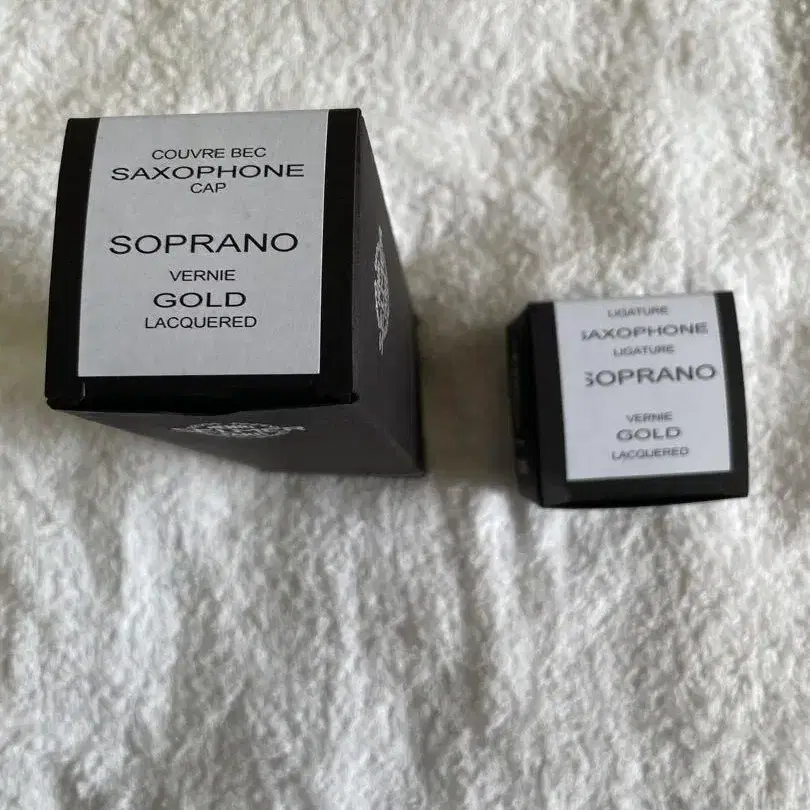 COUVRE BEC
SAXOPHONE
CAP
SOPRANO
VERNIE
GOLD
LACQUERED
LIGATURE
SAXOPHONE
LIGATURE
SOPRANO
VERNIE
GOLD
LACQUERED